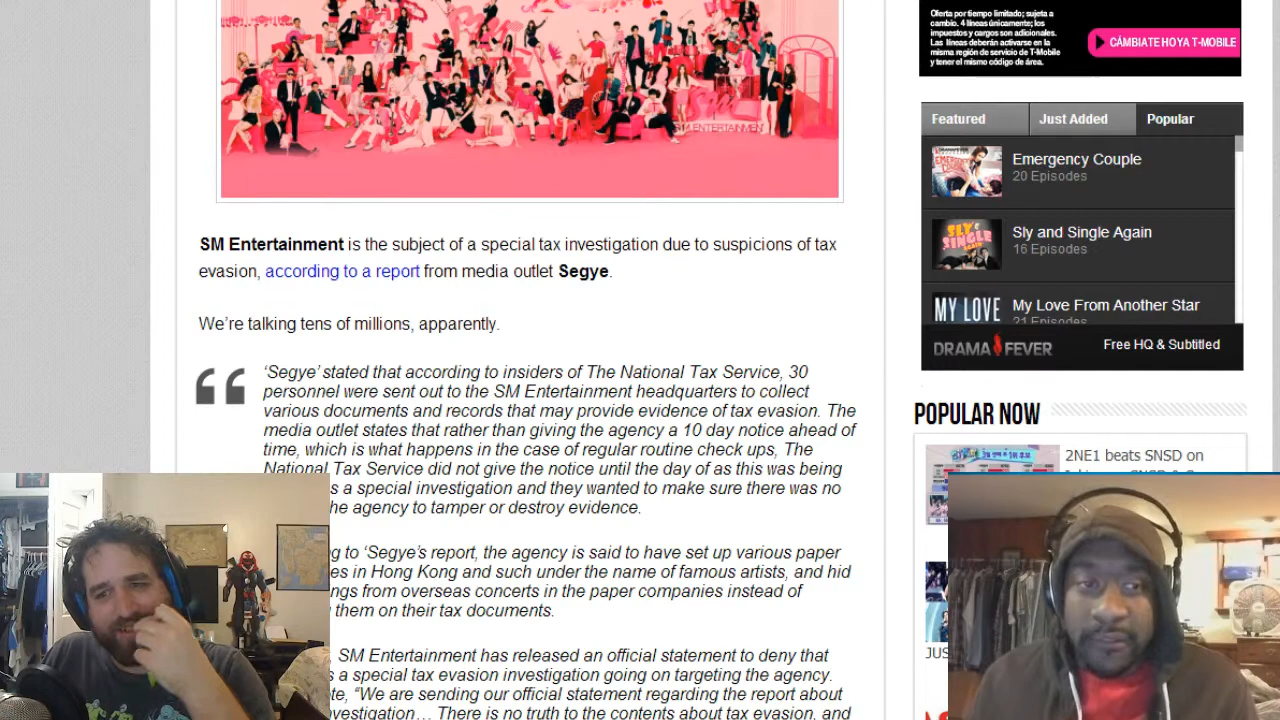 Oferta por tiempo limitado; sujeta a
cambio. 4 líneas únicamente; los
impuestos y cargos son adicionales.
Las líneas deberán activarse en la
misma región de servicio de T-Mobile
y tener el mismo código de área.
CÁMBIATE HOY A T-MOBILE
SM ENTERTAINMENT
Featured
Just Added
Popular
Emergency Couple
20 Episodes
Sly and Single Again
16 Episodes
MY LOVE
My Love From Another Star
21 Episodes
DRAMAFEVER
Free HQ & Subtitled
SM Entertainment is the subject of a special tax investigation due to suspicions of tax
evasion, according to a report from media outlet Segye.
We're talking tens of millions, apparently.
'Segye' stated that according to insiders of The National Tax Service, 30
personnel were sent out to the SM Entertainment headquarters to collect
various documents and records that may provide evidence of tax evasion. The
media outlet states that rather than giving the agency a 10 day notice ahead of
time, which is what happens in the case of regular routine check ups, The
National Tax Service did not give the notice until the day of as this was being
s a special investigation and they wanted to make sure there was no
he agency to tamper or destroy evidence.
g to 'Segye's report, the agency is said to have set up various paper
es in Hong Kong and such under the name of famous artists, and hid
ngs from overseas concerts in the paper companies instead of
them on their tax documents.
SM Entertainment has released an official statement to deny that
s a special tax evasion investigation going on targeting the agency.
te, "We are sending our official statement regarding the report about
vestigation… There is no truth to the contents about tax evasion, and
POPULAR NOW
2NE1 beats SNSD on
JUS